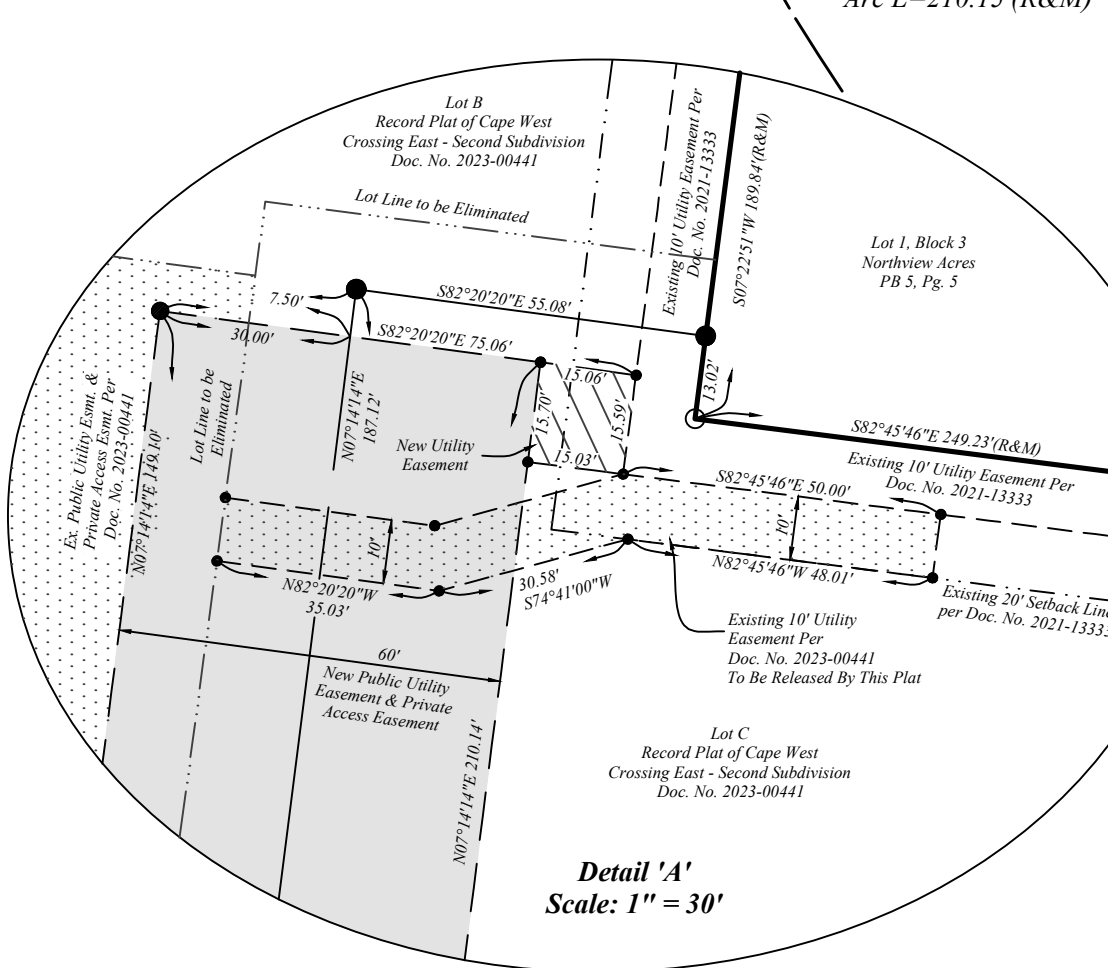 Arc L=210.15'(R&M)
Lot B
Record Plat of Cape West
Crossing East - Second Subdivision
Doc. No. 2023-00441
Existing 10' Utility Easement Per
Doc. No. 2021-13333
S07°22'51"W 189.84'(R&M)
Lot Line to be Eliminated
Lot 1, Block 3
Northview Acres
PB 5, Pg. 5
7.50'
S82°20'20"E 55.08'
30.00'
S82°20'20"E 75.06'
13.02'
15.06'
15.70'
15.59'
15.03'
Lot Line to be
Eliminated
N07°14'14"E
187.12'
New Utility
Easement
S82°45'46"E 249.23'(R&M)
Existing 10' Utility Easement Per
Doc. No. 2021-13333
Ex. Public Utility Esmt. &
Private Access Esmt. Per
Doc. No. 2023-00441
N07°14'14"E 149.10'
S82°45'46"E 50.00'
10'
10'
N82°45'46"W 48.01'
N82°20'20"W
35.03'
30.58'
S74°41'00"W
Existing 20' Setback Line
per Doc. No. 2021-13333
Existing 10' Utility
Easement Per
Doc. No. 2023-00441
To Be Released By This Plat
60'
New Public Utility
Easement & Private
Access Easement
N07°14'14"E 210.14'
Lot C
Record Plat of Cape West
Crossing East - Second Subdivision
Doc. No. 2023-00441
Detail 'A'
Scale: 1" = 30'